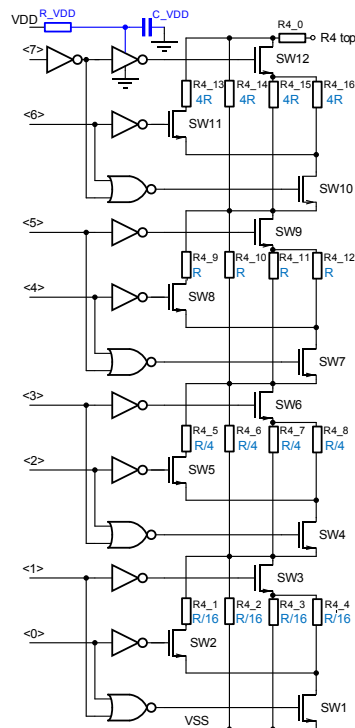 VDD R_VDD C_VDD
R4_0
R4 top
<7>
SW12
R4_13 R4_14 R4_15 R4_16
4R 4R 4R 4R
<6>
SW11
SW10
<5>
SW9
R4_9 R4_10 R4_11 R4_12
R R R R
<4>
SW8
SW7
<3>
SW6
R4_5 R4_6 R4_7 R4_8
R/4 R/4 R/4 R/4
<2>
SW5
SW4
<1>
SW3
R4_1 R4_2 R4_3 R4_4
R/16 R/16 R/16 R/16
<0>
SW2
SW1
VSS